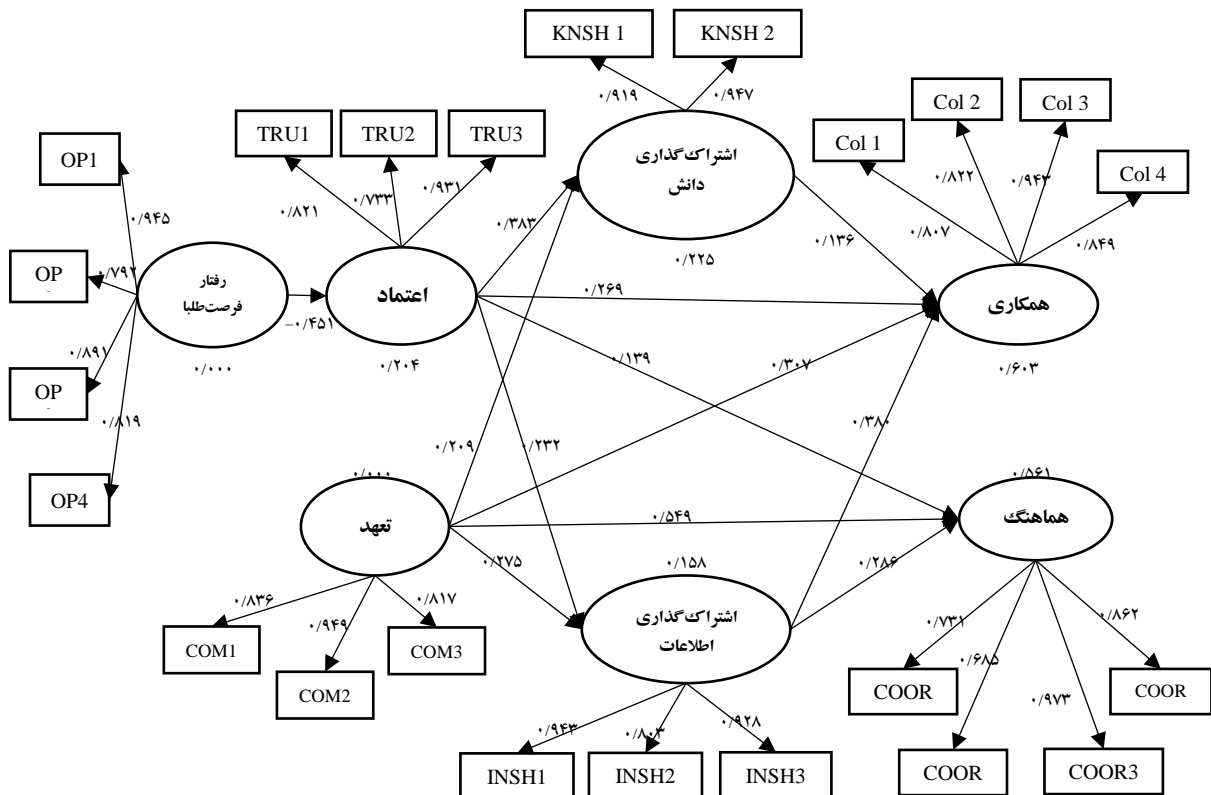 KNSH 1
KNSH 2
۰/۹۱۹
۰/۹۴۷
TRU1
TRU2
TRU3
Col 1
Col 2
Col 3
Col 4
۰/۸۲۱
۰/۷۳۳
۰/۹۳۱
۰/۸۰۷
۰/۸۲۲
۰/۹۴۳
۰/۸۴۹
OP1
OP
OP
OP4
۰/۹۴۵
۰/۷۹۲
۰/۸۹۱
۰/۸۱۹
رفتار
فرصت‌طلبا
۰/۰۰۰
-۰/۴۵۱
اعتماد
۰/۲۰۴
اشتراک‌گذاری
دانش
۰/۲۲۵
۰/۳۸۳
۰/۱۳۶
۰/۲۶۹
همکاری
۰/۶۰۳
۰/۱۳۹
۰/۳۰۷
۰/۲۰۹
۰/۲۳۲
۰/۳۸۰
۰/۰۰۰
تعهد
۰/۵۴۹
۰/۲۷۵
۰/۱۵۸
اشتراک‌گذاری
اطلاعات
۰/۲۸۶
۰/۵۶۱
هماهنگ
۰/۸۳۶
۰/۹۴۹
۰/۸۱۷
COM1
COM2
COM3
۰/۹۴۳
۰/۸۰۳
۰/۹۲۸
INSH1
INSH2
INSH3
۰/۷۳۱
۰/۶۸۵
۰/۹۷۳
۰/۸۶۲
COOR
COOR
COOR3
COOR